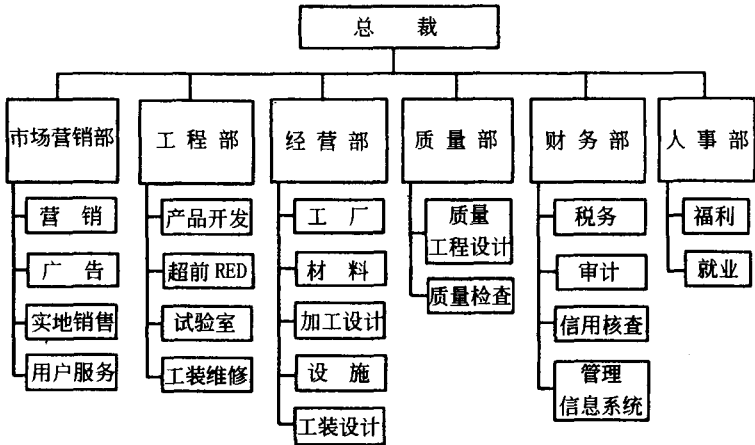 总 裁
市场营销部
工 程 部
经 营 部
质 量 部
财 务 部
人 事 部
营 销
广 告
实地销售
用户服务
产品开发
超前 RED
试验室
工装维修
工 厂
材 料
加工设计
设 施
工装设计
质量
工程设计
质量检查
税务
审计
信用核查
管理
信息系统
福利
就业